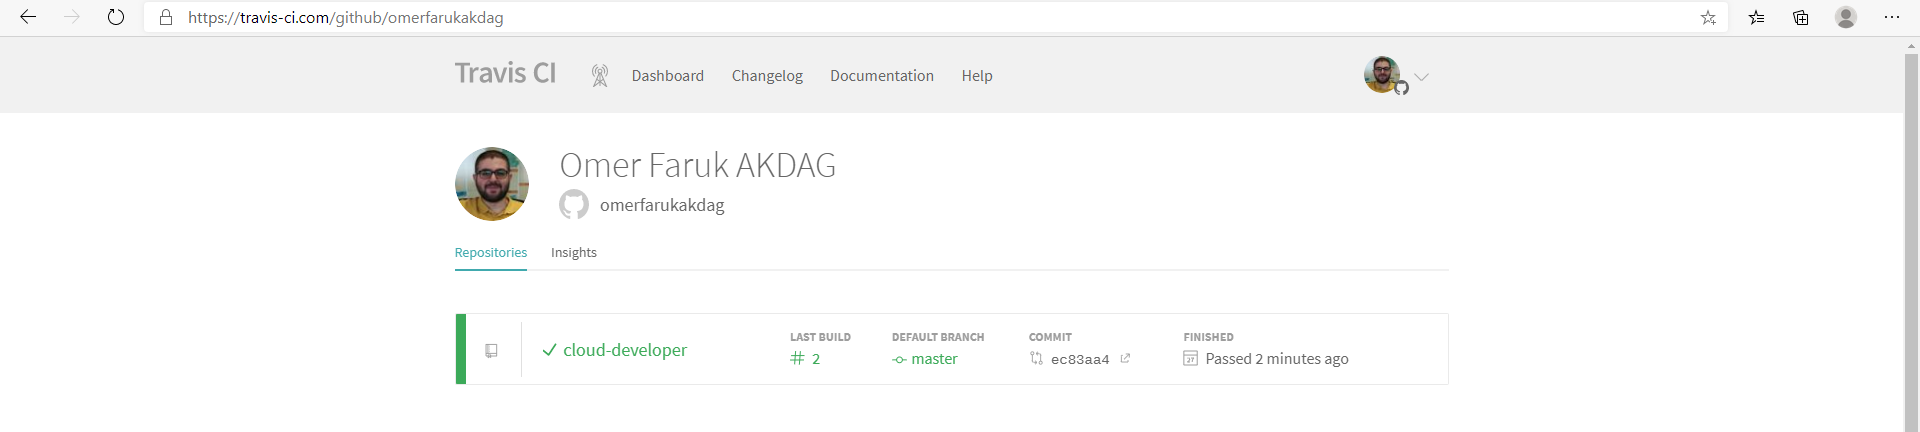 https://travis-ci.com/github/omerfarukakdag
Travis CI Dashboard Changelog Documentation Help
Omer Faruk AKDAG
omerfarukakdag
Repositories Insights
LAST BUILD DEFAULT BRANCH COMMIT FINISHED
cloud-developer # 2 master ec83aa4 27 Passed 2 minutes ago